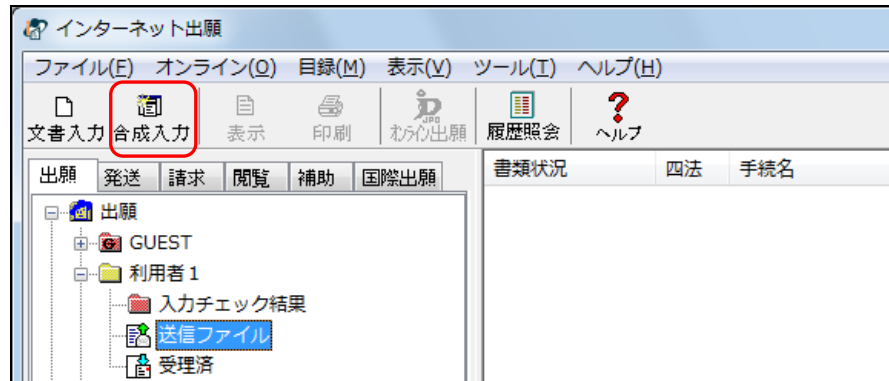 インターネット出願
ファイル(F) オンライン(O) 目録(M) 表示(V) ツール(T) ヘルプ(H)
文書入力 合成入力 表示 印刷 オンライン出願 履歴照会 ヘルプ
出願 発送 請求 閲覧 補助 国際出願
書類状況 四法 手続名
出願
GUEST
利用者1
入力チェック結果
送信ファイル
受理済